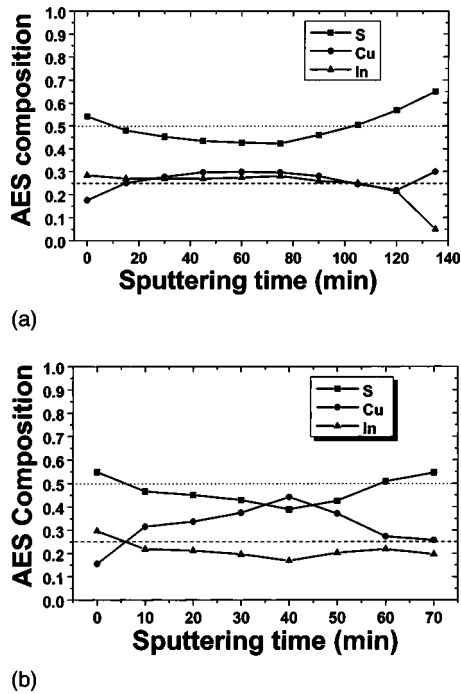 AES composition
1.0
0.9
0.8
0.7
0.6
0.5
0.4
0.3
0.2
0.1
0.0
S
Cu
In
0 20 40 60 80 100 120 140
Sputtering time (min)
(a)
AES Composition
1.0
0.9
0.8
0.7
0.6
0.5
0.4
0.3
0.2
0.1
0.0
S
Cu
In
0 10 20 30 40 50 60 70
Sputtering time (min)
(b)